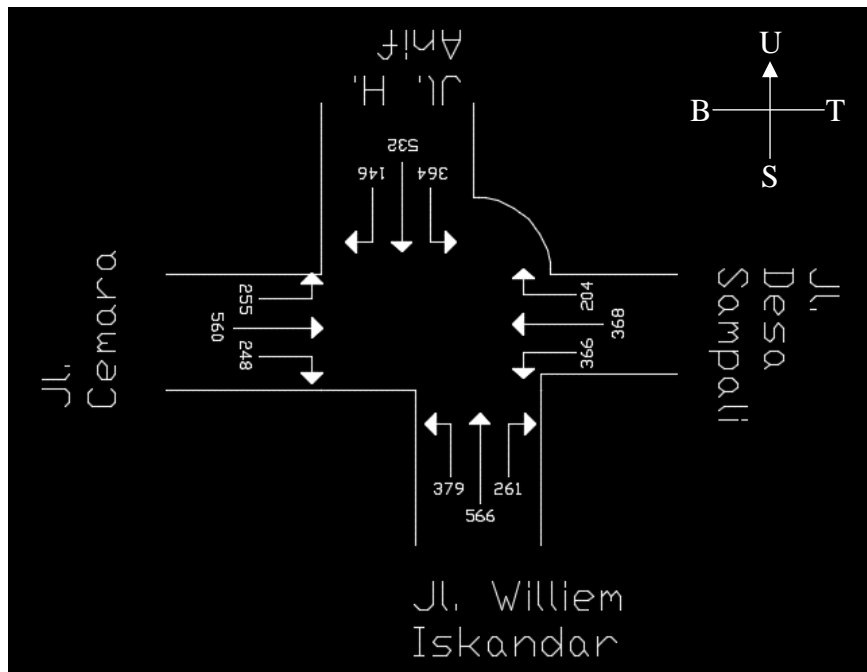 Jl. H.
Anif
U
B
T
S
532
146
364
255
560
248
204
368
366
379
261
566
Jl.
Cemara
Jl.
Desa
Sampali
Jl. Williem
Iskandar